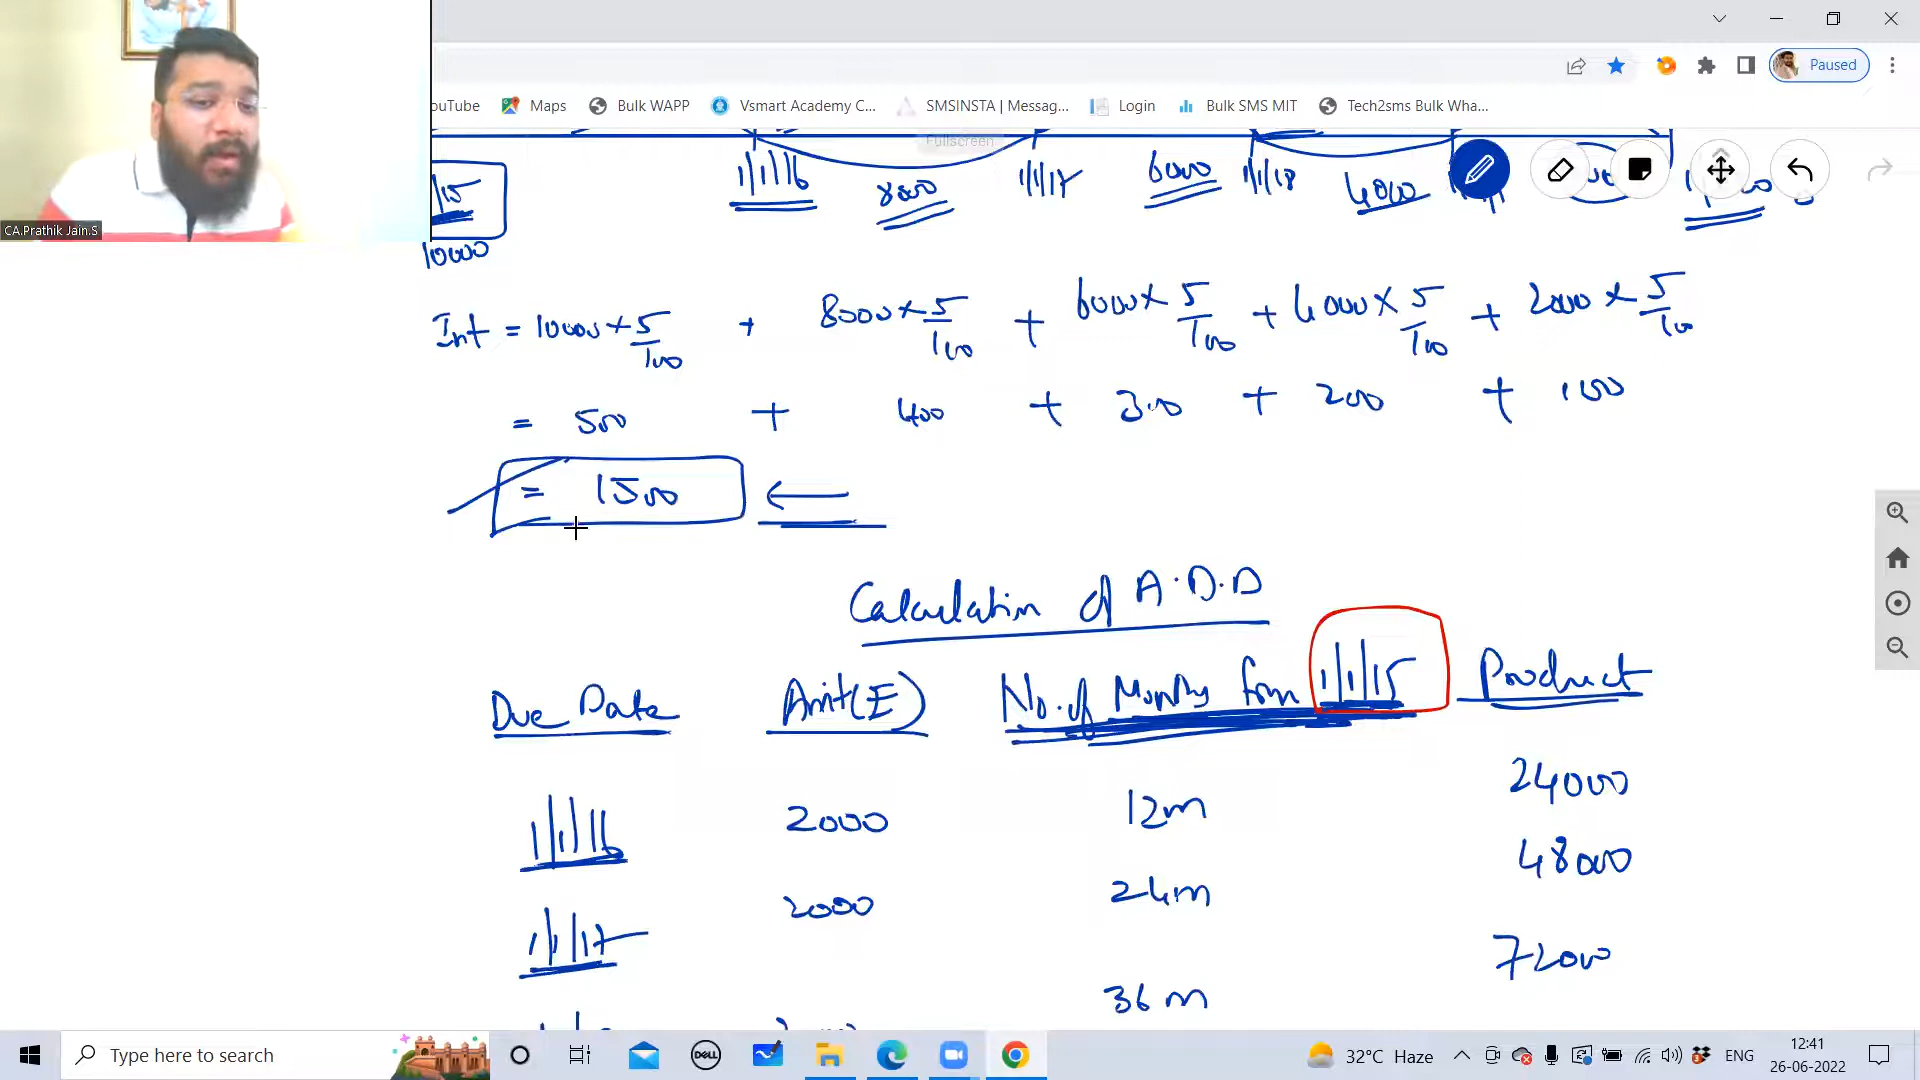 Paused
ouTube Maps Bulk WAPP Vsmart Academy C... SMSINSTA | Messag... Login Bulk SMS MIT Tech2sms Bulk Wha...
Fullscreen
1/1/16 8000 1/1/17 6000 1/1/18 4000
/15
10000
CA.Prathik Jain.S
Int = 10000 x 5/100 + 8000 x 5/100 + 6000 x 5/100 + 4000 x 5/100 + 2000 x 5/100
= 500 + 400 + 300 + 200 + 100
= 1500 ←
Calculation of A.D.D
Due Date Amt(E) No. of Months from 1/1/15 Product
1/1/16 2000 12m 24000
1/1/17 2000 24m 48000
36m 72000
Type here to search
DELL
32°C Haze
ENG
12:41
26-06-2022